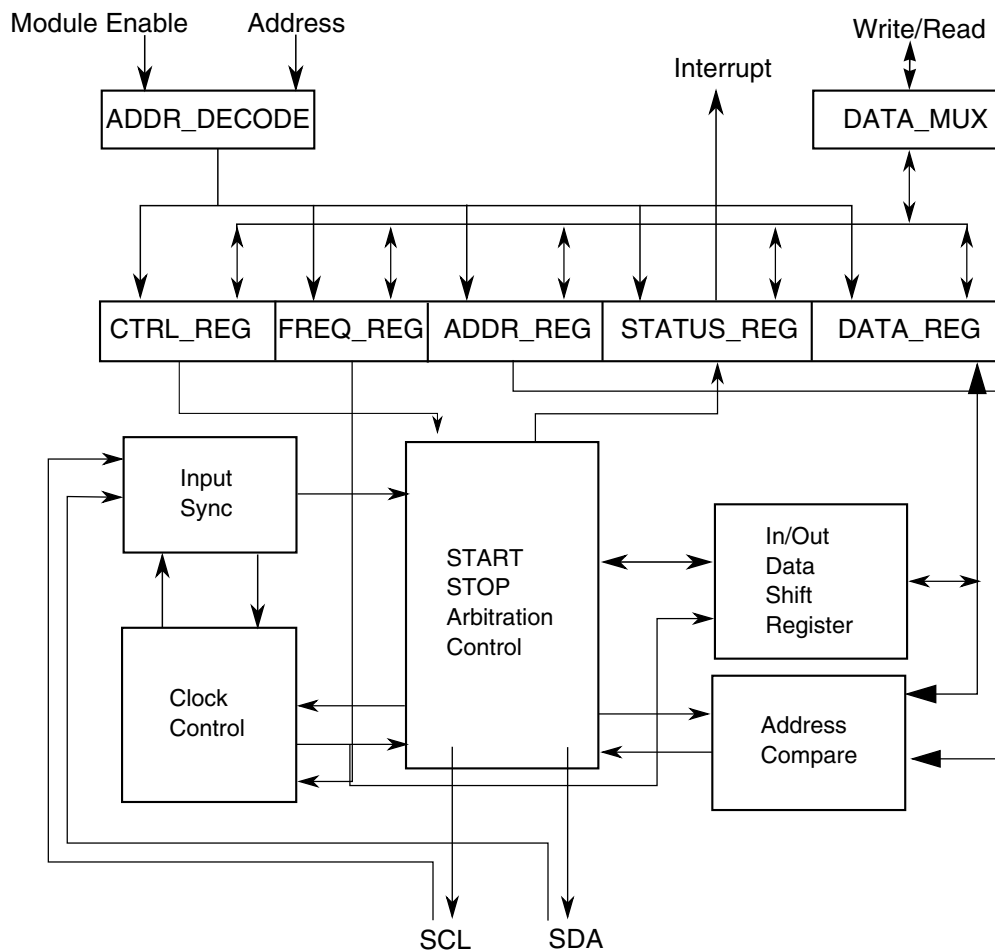 Module Enable
Address
Write/Read
Interrupt
ADDR_DECODE
DATA_MUX
CTRL_REG
FREQ_REG
ADDR_REG
STATUS_REG
DATA_REG
Input
Sync
START
STOP
Arbitration
Control
In/Out
Data
Shift
Register
Clock
Control
Address
Compare
SCL
SDA